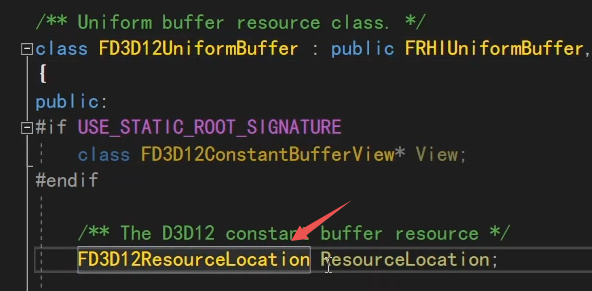 /** Uniform buffer resource class. */
class FD3D12UniformBuffer : public FRHIUniformBuffer,
{
public:
#if USE_STATIC_ROOT_SIGNATURE
class FD3D12ConstantBufferView* View;
#endif
/** The D3D12 constant buffer resource */
FD3D12ResourceLocation ResourceLocation;